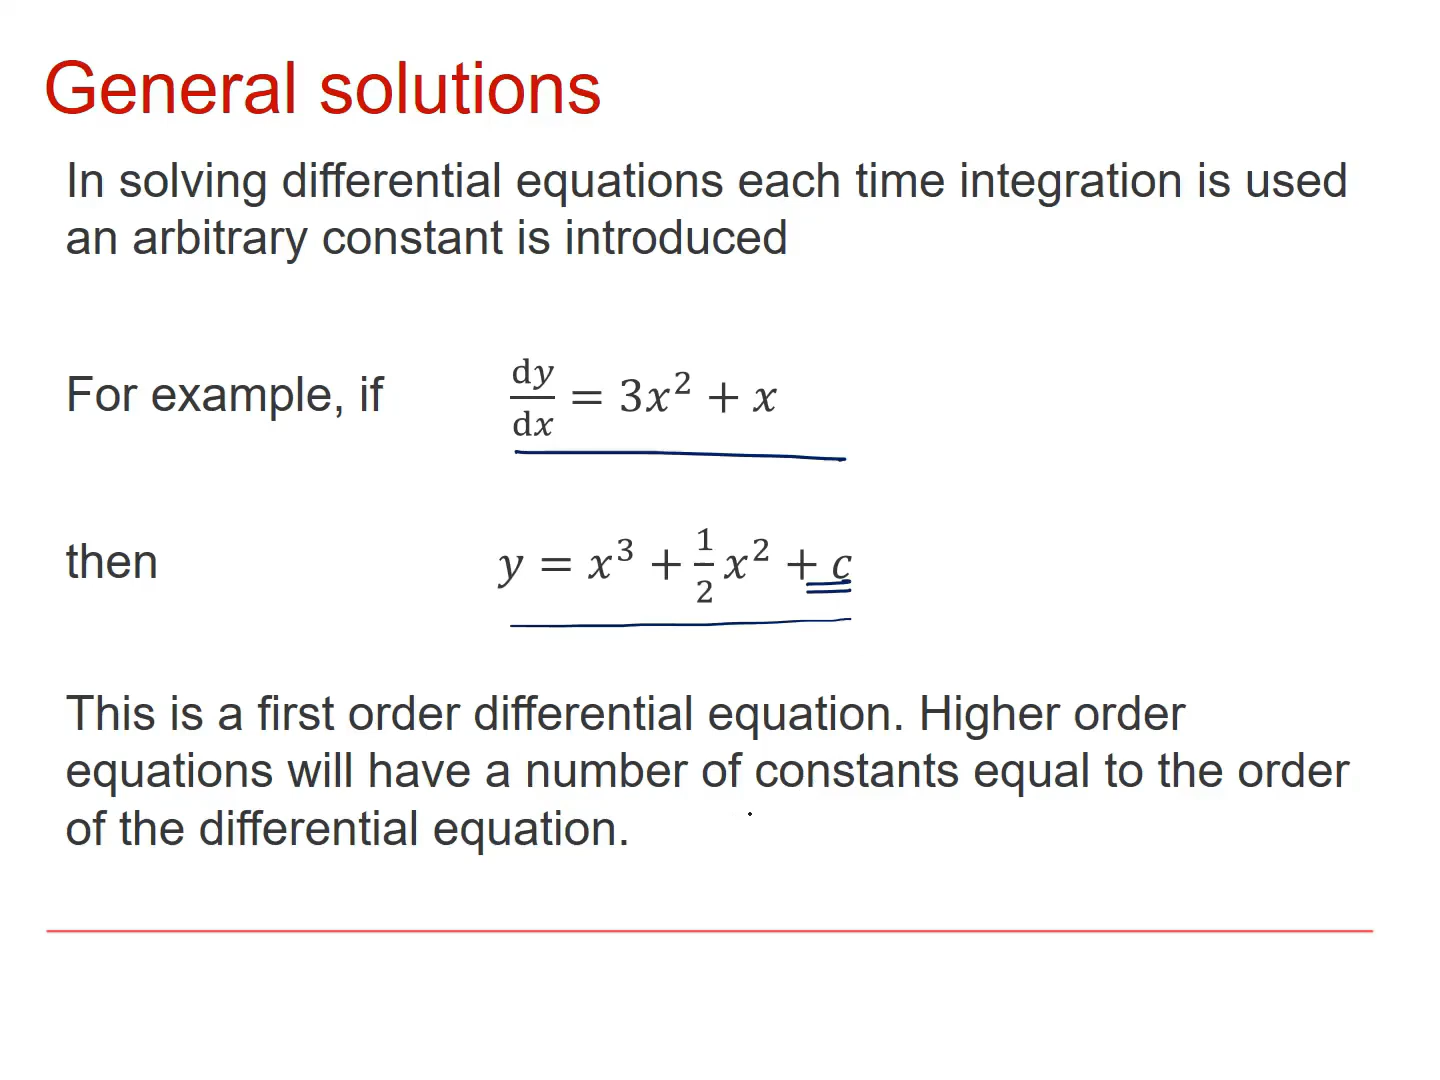 General solutions
In solving differential equations each time integration is used
an arbitrary constant is introduced
For example, if dy/dx = 3x² + x
then y = x³ + 1/2 x² + c
This is a first order differential equation. Higher order
equations will have a number of constants equal to the order
of the differential equation.